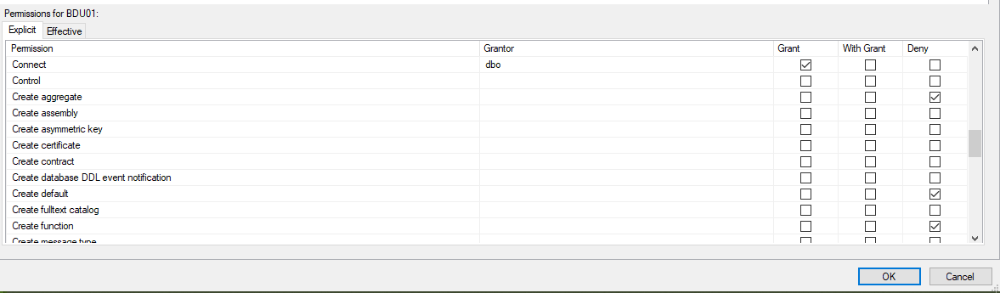 Permissions for BDU01:
Explicit Effective
Permission Grantor Grant With Grant Deny
Connect dbo
Control
Create aggregate
Create assembly
Create asymmetric key
Create certificate
Create contract
Create database DDL event notification
Create default
Create fulltext catalog
Create function
Create message type
OK Cancel